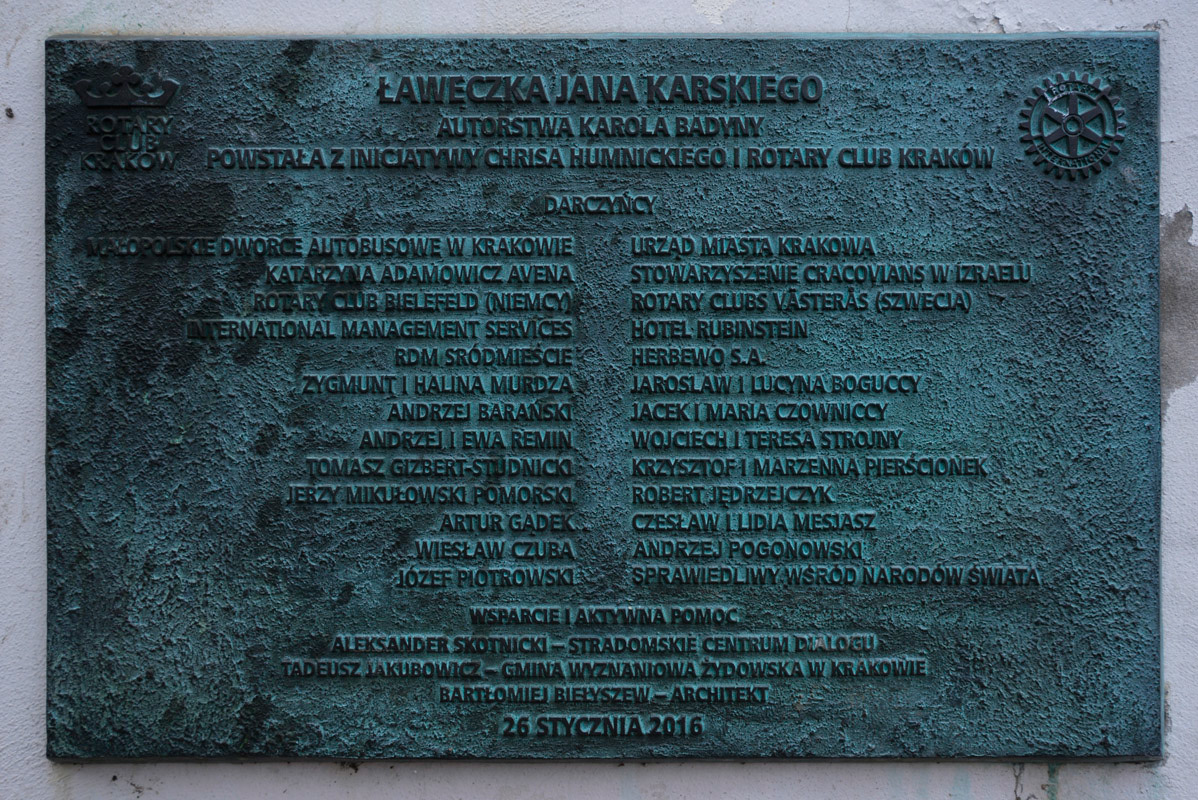 ROTARY
CLUB
KRAKÓW
ŁAWECZKA JANA KARSKIEGO
AUTORSTWA KAROLA BADYNY
POWSTAŁA Z INICJATYWY CHRISA HUMNICKIEGO I ROTARY CLUB KRAKÓW
ROTARY
INTERNATIONAL
DARCZYŃCY
MAŁOPOLSKIE DWORCE AUTOBUSOWE W KRAKOWIE
KATARZYNA ADAMOWICZ AVENA
ROTARY CLUB BIELEFELD (NIEMCY)
INTERNATIONAL MANAGEMENT SERVICES
RDM SRÓDMIEŚCIE
ZYGMUNT I HALINA MURDZA
ANDRZEJ BARAŃSKI
ANDRZEJ I EWA REMIN
TOMASZ GIZBERT-STUDNICKI
JERZY MIKUŁOWSKI POMORSKI
ARTUR GADEK
WIESŁAW CZUBA
JÓZEF PIOTROWSKI
URZĄD MIASTA KRAKOWA
STOWARZYSZENIE CRACOVIANS W IZRAELU
ROTARY CLUBS VÄSTERÅS (SZWECJA)
HOTEL RUBINSTEIN
HERBEWO S.A.
JAROSŁAW I LUCYNA BOGUCCY
JACEK I MARIA CZOWNICCY
WOJCIECH I TERESA STROJNY
KRZYSZTOF I MARZENNA PIERŚCIONEK
ROBERT JĘDRZEJCZYK
CZESŁAW I LIDIA MESJASZ
ANDRZEJ POGONOWSKI
SPRAWIEDLIWY WŚRÓD NARODÓW ŚWIATA
WSPARCIE I AKTYWNA POMOC
ALEKSANDER SKOTNICKI – STRADOMSKIE CENTRUM DIALOGU
TADEUSZ JAKUBOWICZ – GMINA WYZNANIOWA ŻYDOWSKA W KRAKOWIE
BARTŁOMIEJ BIEŁYSZEW – ARCHITEKT
26 STYCZNIA 2016